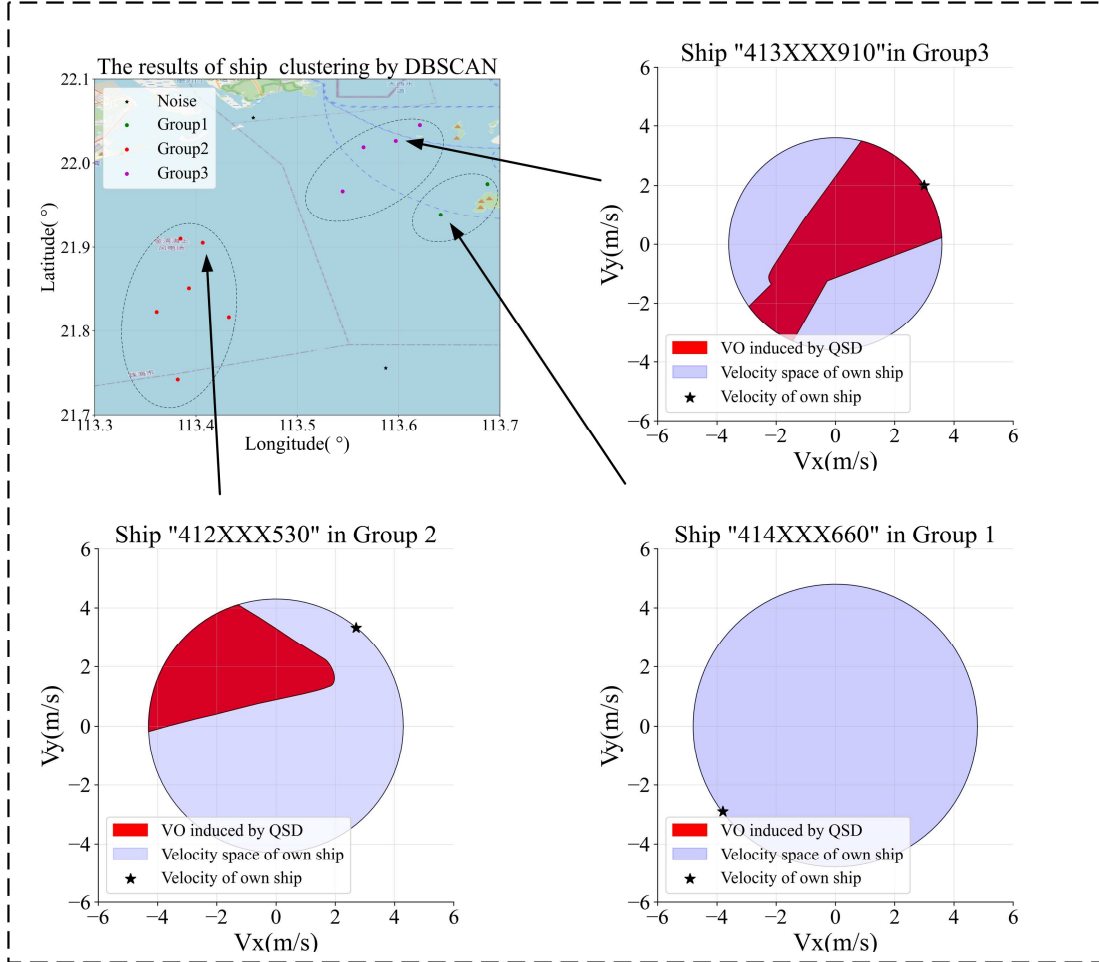 The results of ship clustering by DBSCAN
22.1
22.0
21.9
21.8
21.7
Latitude( °)
Noise
Group1
Group2
Group3
113.3
113.4
113.5
113.6
113.7
Longitude( °)
Ship "413XXX910"in Group3
6
4
2
0
−2
−4
−6
Vy(m/s)
VO induced by QSD
Velocity space of own ship
Velocity of own ship
−6
−4
−2
0
2
4
6
Vx(m/s)
Ship "412XXX530" in Group 2
6
4
2
0
−2
−4
−6
Vy(m/s)
VO induced by QSD
Velocity space of own ship
Velocity of own ship
−6
−4
−2
0
2
4
6
Vx(m/s)
Ship "414XXX660" in Group 1
6
4
2
0
−2
−4
−6
Vy(m/s)
VO induced by QSD
Velocity space of own ship
Velocity of own ship
−6
−4
−2
0
2
4
6
Vx(m/s)